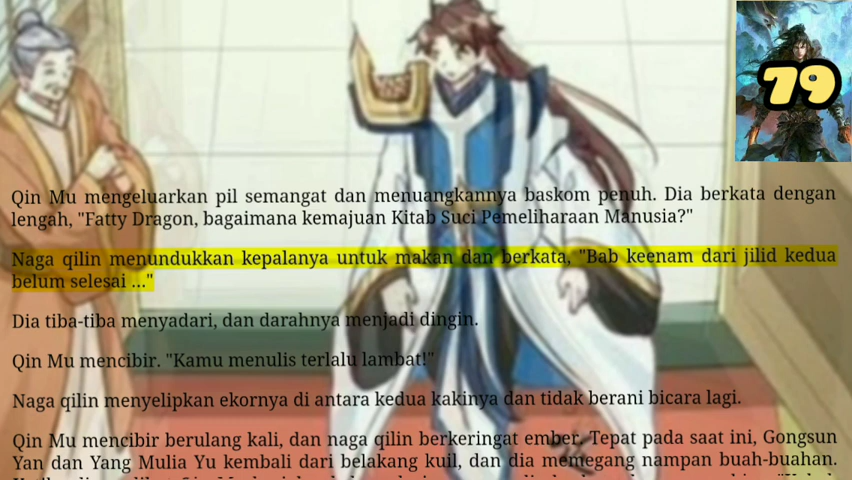 79
Qin Mu mengeluarkan pil semangat dan menuangkannya baskom penuh. Dia berkata dengan
lengah, "Fatty Dragon, bagaimana kemajuan Kitab Suci Pemeliharaan Manusia?"
Naga qilin menundukkan kepalanya untuk makan dan berkata, "Bab keenam dari jilid kedua
belum selesai ..."
Dia tiba-tiba menyadari, dan darahnya menjadi dingin.
Qin Mu mencibir. "Kamu menulis terlalu lambat!"
Naga qilin menyelipkan ekornya di antara kedua kakinya dan tidak berani bicara lagi.
Qin Mu mencibir berulang kali, dan naga qilin berkeringat ember. Tepat pada saat ini, Gongsun
Yan dan Yang Mulia Yu kembali dari belakang kuil, dan dia memegang nampan buah-buahan.